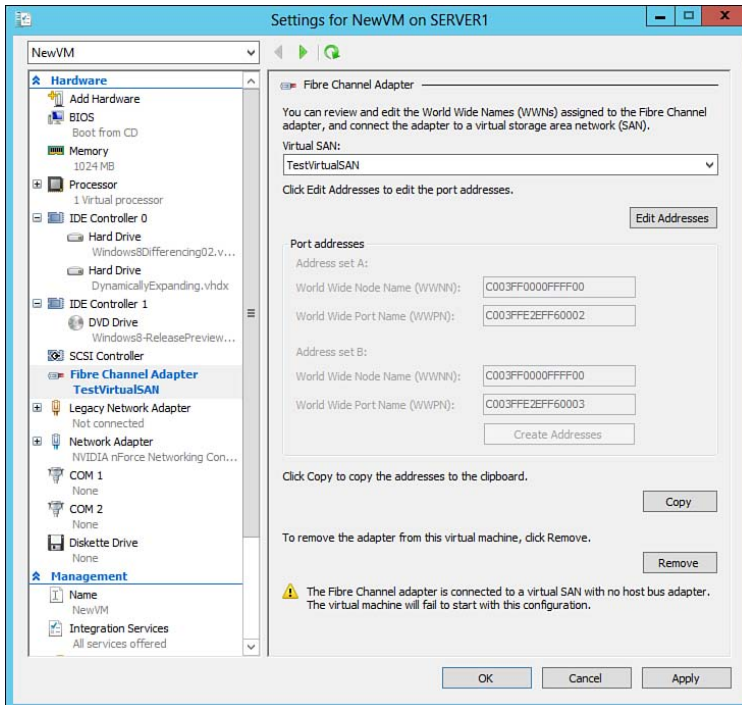 Settings for NewVM on SERVER1
NewVM
Hardware
Add Hardware
BIOS
Boot from CD
Memory
1024 MB
Processor
1 Virtual processor
IDE Controller 0
Hard Drive
Windows8Differencing02.v...
Hard Drive
DynamicallyExpanding.vhdx
IDE Controller 1
DVD Drive
Windows8-ReleasePreview...
SCSI Controller
Fibre Channel Adapter
TestVirtualSAN
Legacy Network Adapter
Not connected
Network Adapter
NVIDIA nForce Networking Con...
COM 1
None
COM 2
None
Diskette Drive
None
Management
Name
NewVM
Integration Services
All services offered
Fibre Channel Adapter
You can review and edit the World Wide Names (WWNs) assigned to the Fibre Channel
adapter, and connect the adapter to a virtual storage area network (SAN).
Virtual SAN:
TestVirtualSAN
Click Edit Addresses to edit the port addresses.
Edit Addresses
Port addresses
Address set A:
World Wide Node Name (WWNN): C003FF0000FFFF00
World Wide Port Name (WWPN): C003FFE2EFF60002
Address set B:
World Wide Node Name (WWNN): C003FF0000FFFF00
World Wide Port Name (WWPN): C003FFE2EFF60003
Create Addresses
Click Copy to copy the addresses to the clipboard.
Copy
To remove the adapter from this virtual machine, click Remove.
Remove
The Fibre Channel adapter is connected to a virtual SAN with no host bus adapter.
The virtual machine will fail to start with this configuration.
OK Cancel Apply